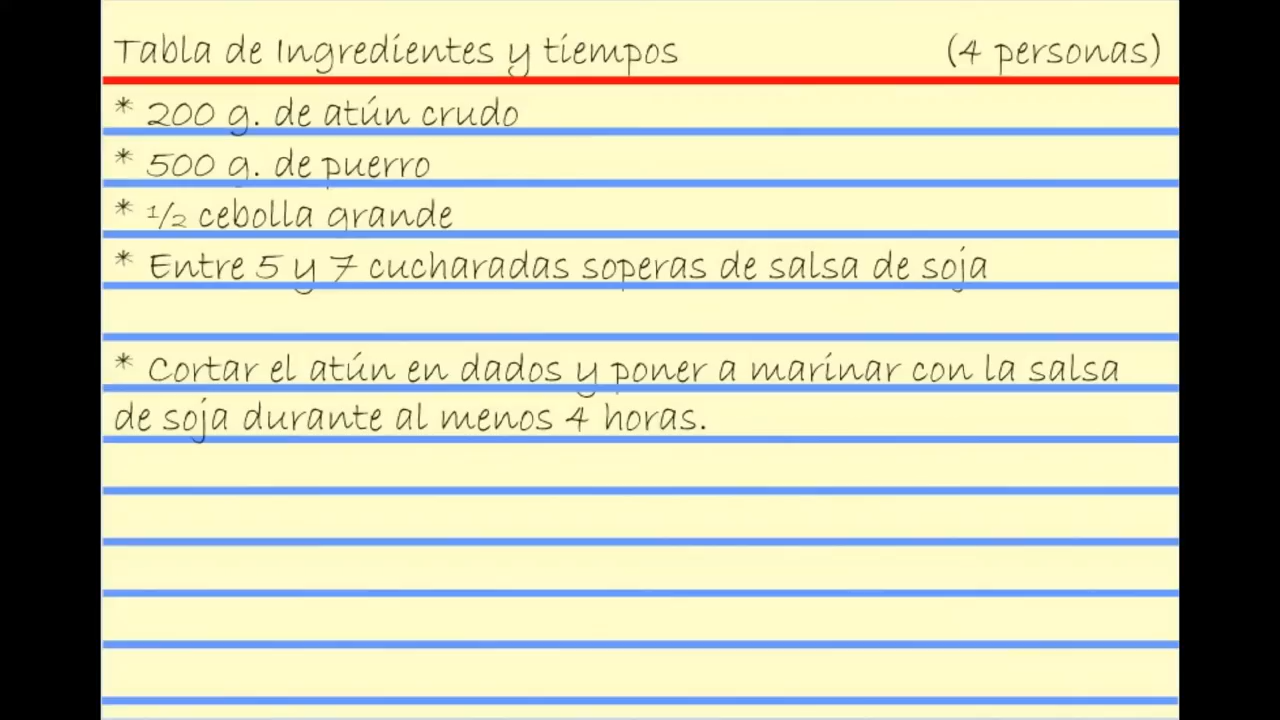 Tabla de Ingredientes y tiempos (4 personas)
* 200 g. de atún crudo
* 500 g. de puerro
* 1/2 cebolla grande
* Entre 5 y 7 cucharadas soperas de salsa de soja
* Cortar el atún en dados y poner a marinar con la salsa
de soja durante al menos 4 horas.